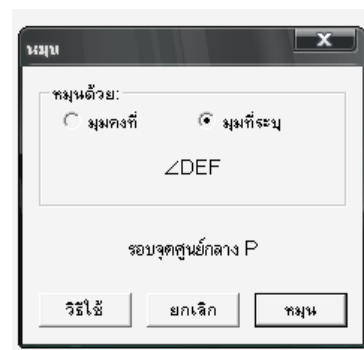 หมุน
หมุนด้วย:
มุมคงที่ มุมที่ระบุ
∠DEF
รอบจุดศูนย์กลาง P
วิธีใช้ ยกเลิก หมุน